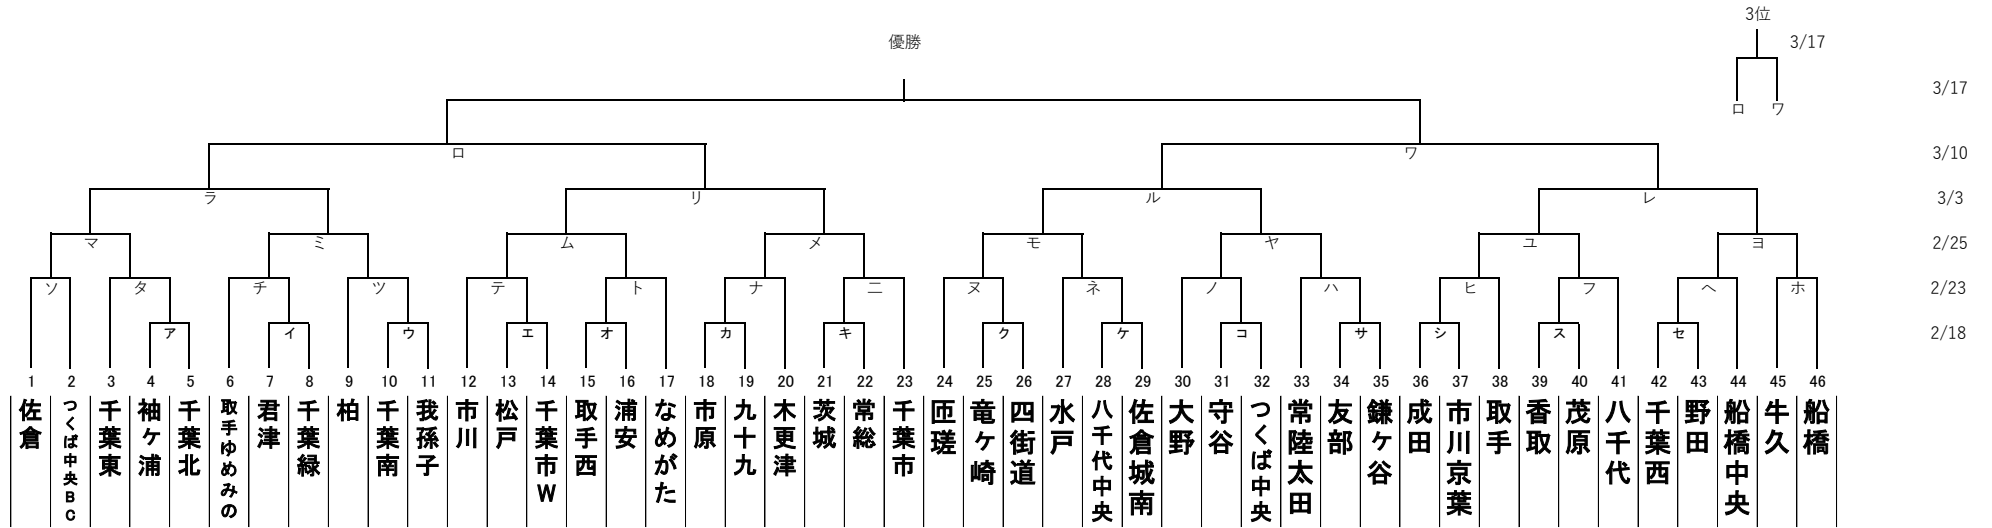 3位
優勝 3/17
3/17
ロ ワ
ロ ワ 3/10
ラ リ ル レ 3/3
マ ミ ム メ モ ヤ ユ ヨ 2/25
ソ タ チ ツ テ ト ナ ニ ヌ ネ ノ ハ ヒ フ ヘ ホ 2/23
ア イ ウ エ オ カ キ ク ケ コ サ シ ス セ 2/18
1 2 3 4 5 6 7 8 9 10 11 12 13 14 15 16 17 18 19 20 21 22 23 24 25 26 27 28 29 30 31 32 33 34 35 36 37 38 39 40 41 42 43 44 45 46
佐倉
つくば中央BC
千葉東
袖ヶ浦
千葉北
取手ゆめみの
君津
千葉緑
柏
千葉南
我孫子
市川
松戸
千葉市W
取手西
浦安
なめがた
市原
九十九
木更津
茨城
常総
千葉市
匝瑳
竜ヶ崎
四街道
水戸
八千代中央
佐倉城南
大野
守谷
つくば中央
常陸太田
友部
鎌ヶ谷
成田
市川京葉
取手
香取
茂原
八千代
千葉西
野田
船橋中央
牛久
船橋